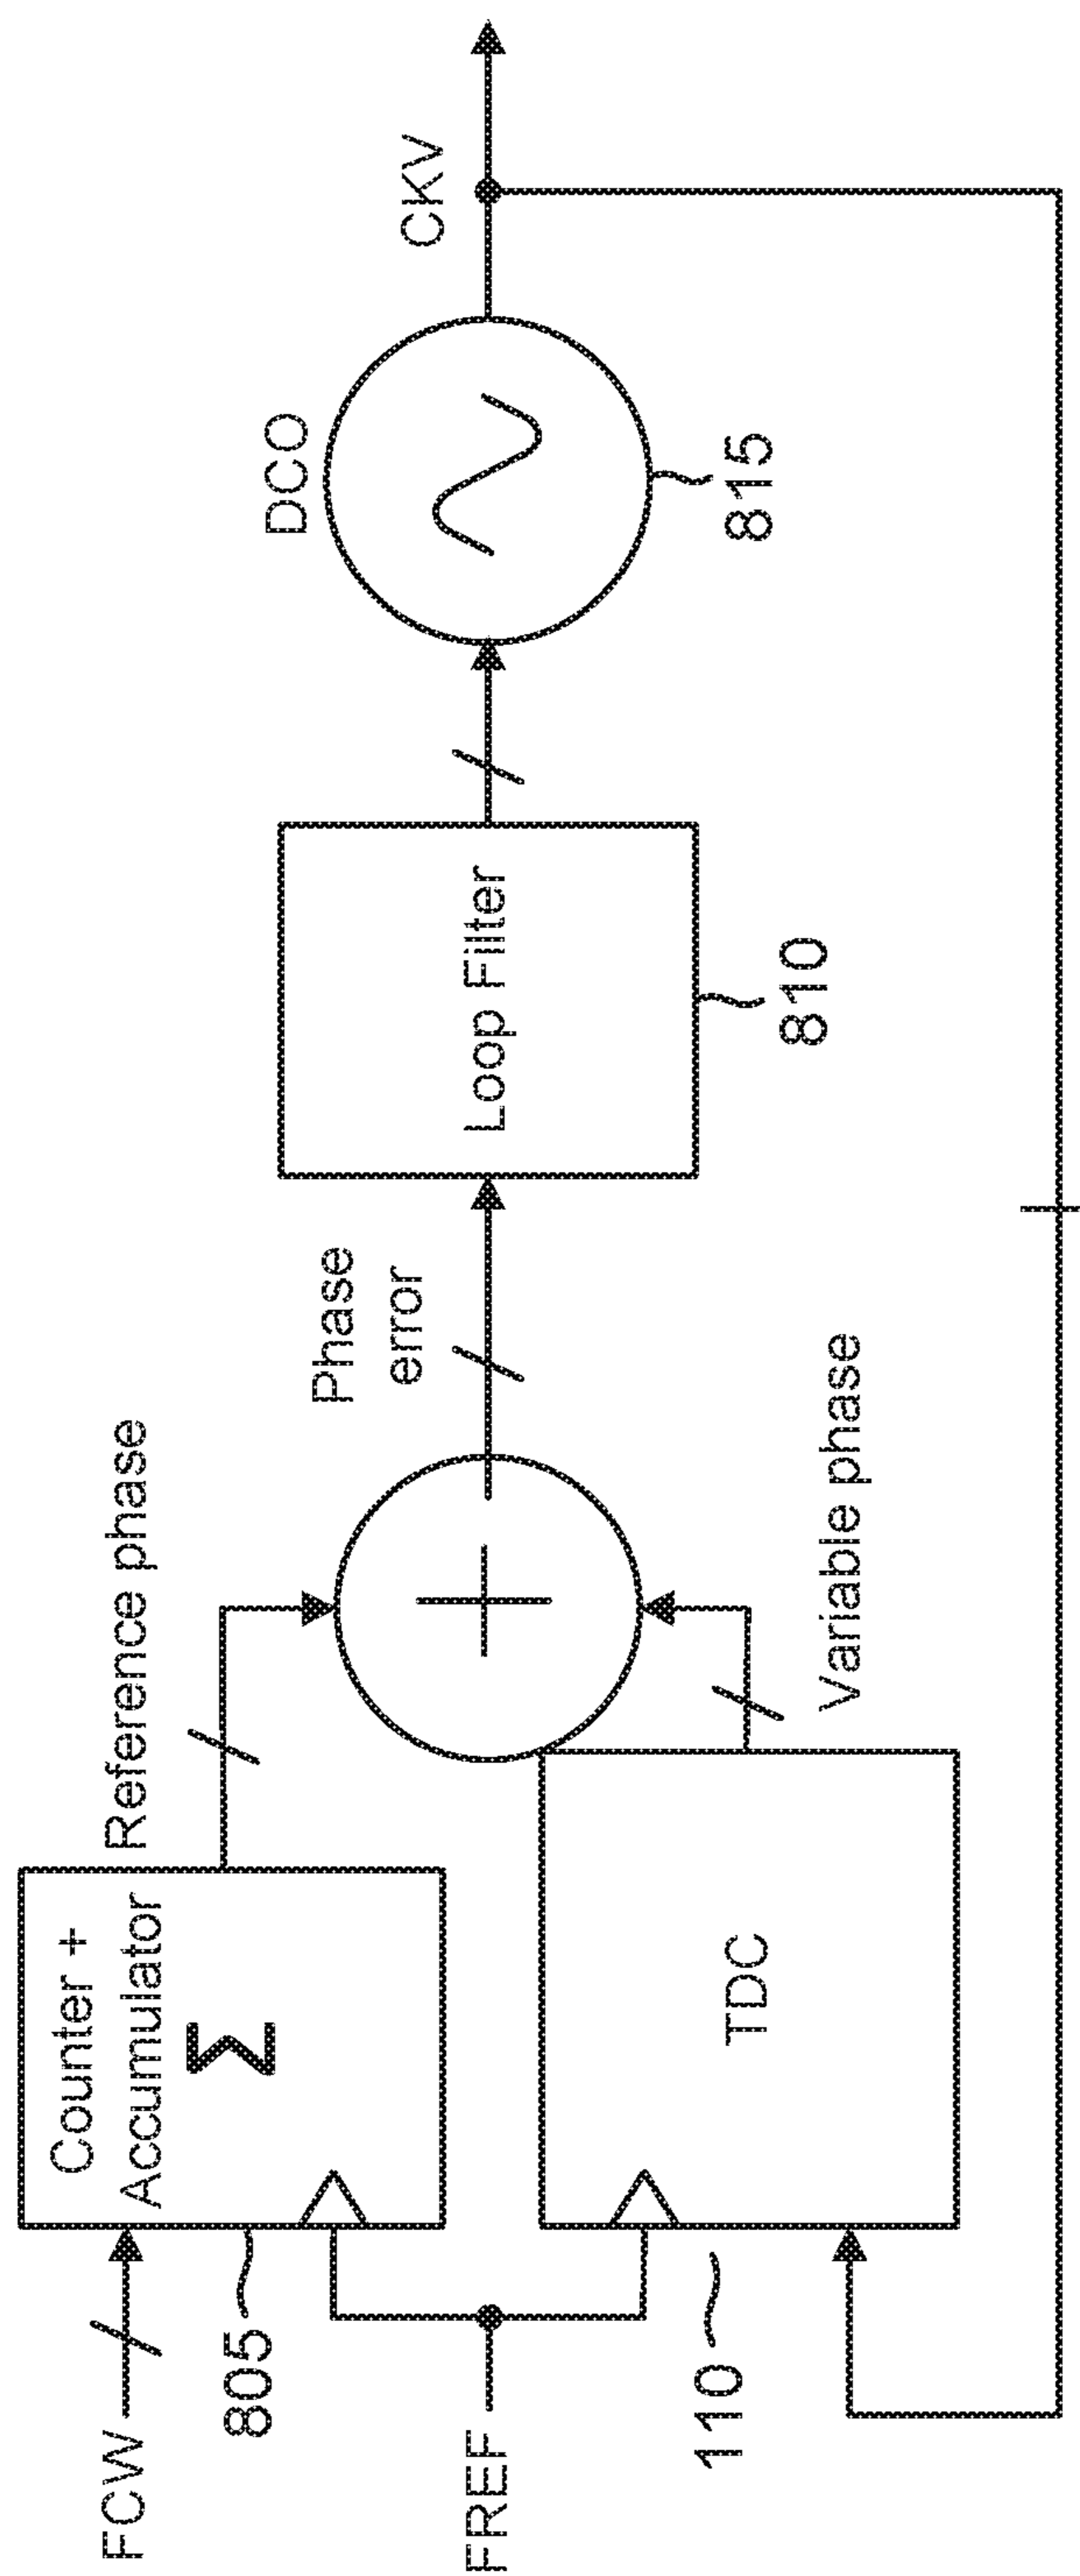 FCW
805
Counter +
Accumulator
Σ
Reference phase
FREF
110
TDC
Variable phase
+
Phase
error
Loop Filter
810
DCO
815
CKV